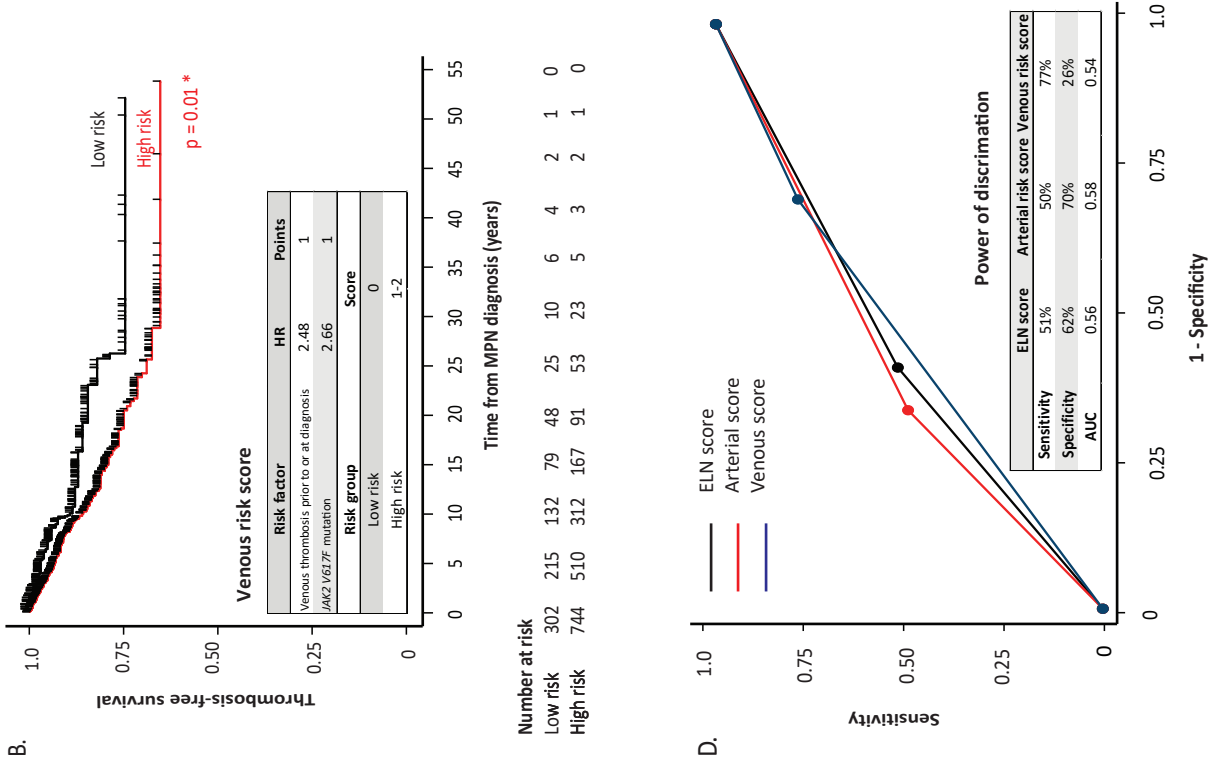 B.
Thrombosis-free survival
1.0
0.75
0.50
0.25
0
Low risk
High risk
p = 0.01 *
Venous risk score
Risk factor HR Points
Venous thrombosis prior to or at diagnosis 2.48 1
JAK2 V617F mutation 2.66 1
Risk group Score
Low risk 0
High risk 1-2
0 5 10 15 20 25 30 35 40 45 50 55
Time from MPN diagnosis (years)
Number at risk
Low risk 302 215 132 79 48 25 10 6 4 2 1 0
High risk 744 510 312 167 91 53 23 5 3 2 1 0
D.
Sensitivity
1.0
0.75
0.50
0.25
0
ELN score
Arterial score
Venous score
Power of discrimation
ELN score Arterial risk score Venous risk score
Sensitivity 51% 50% 77%
Specificity 62% 70% 26%
AUC 0.56 0.58 0.54
0 0.25 0.50 0.75 1.0
1 - Specificity